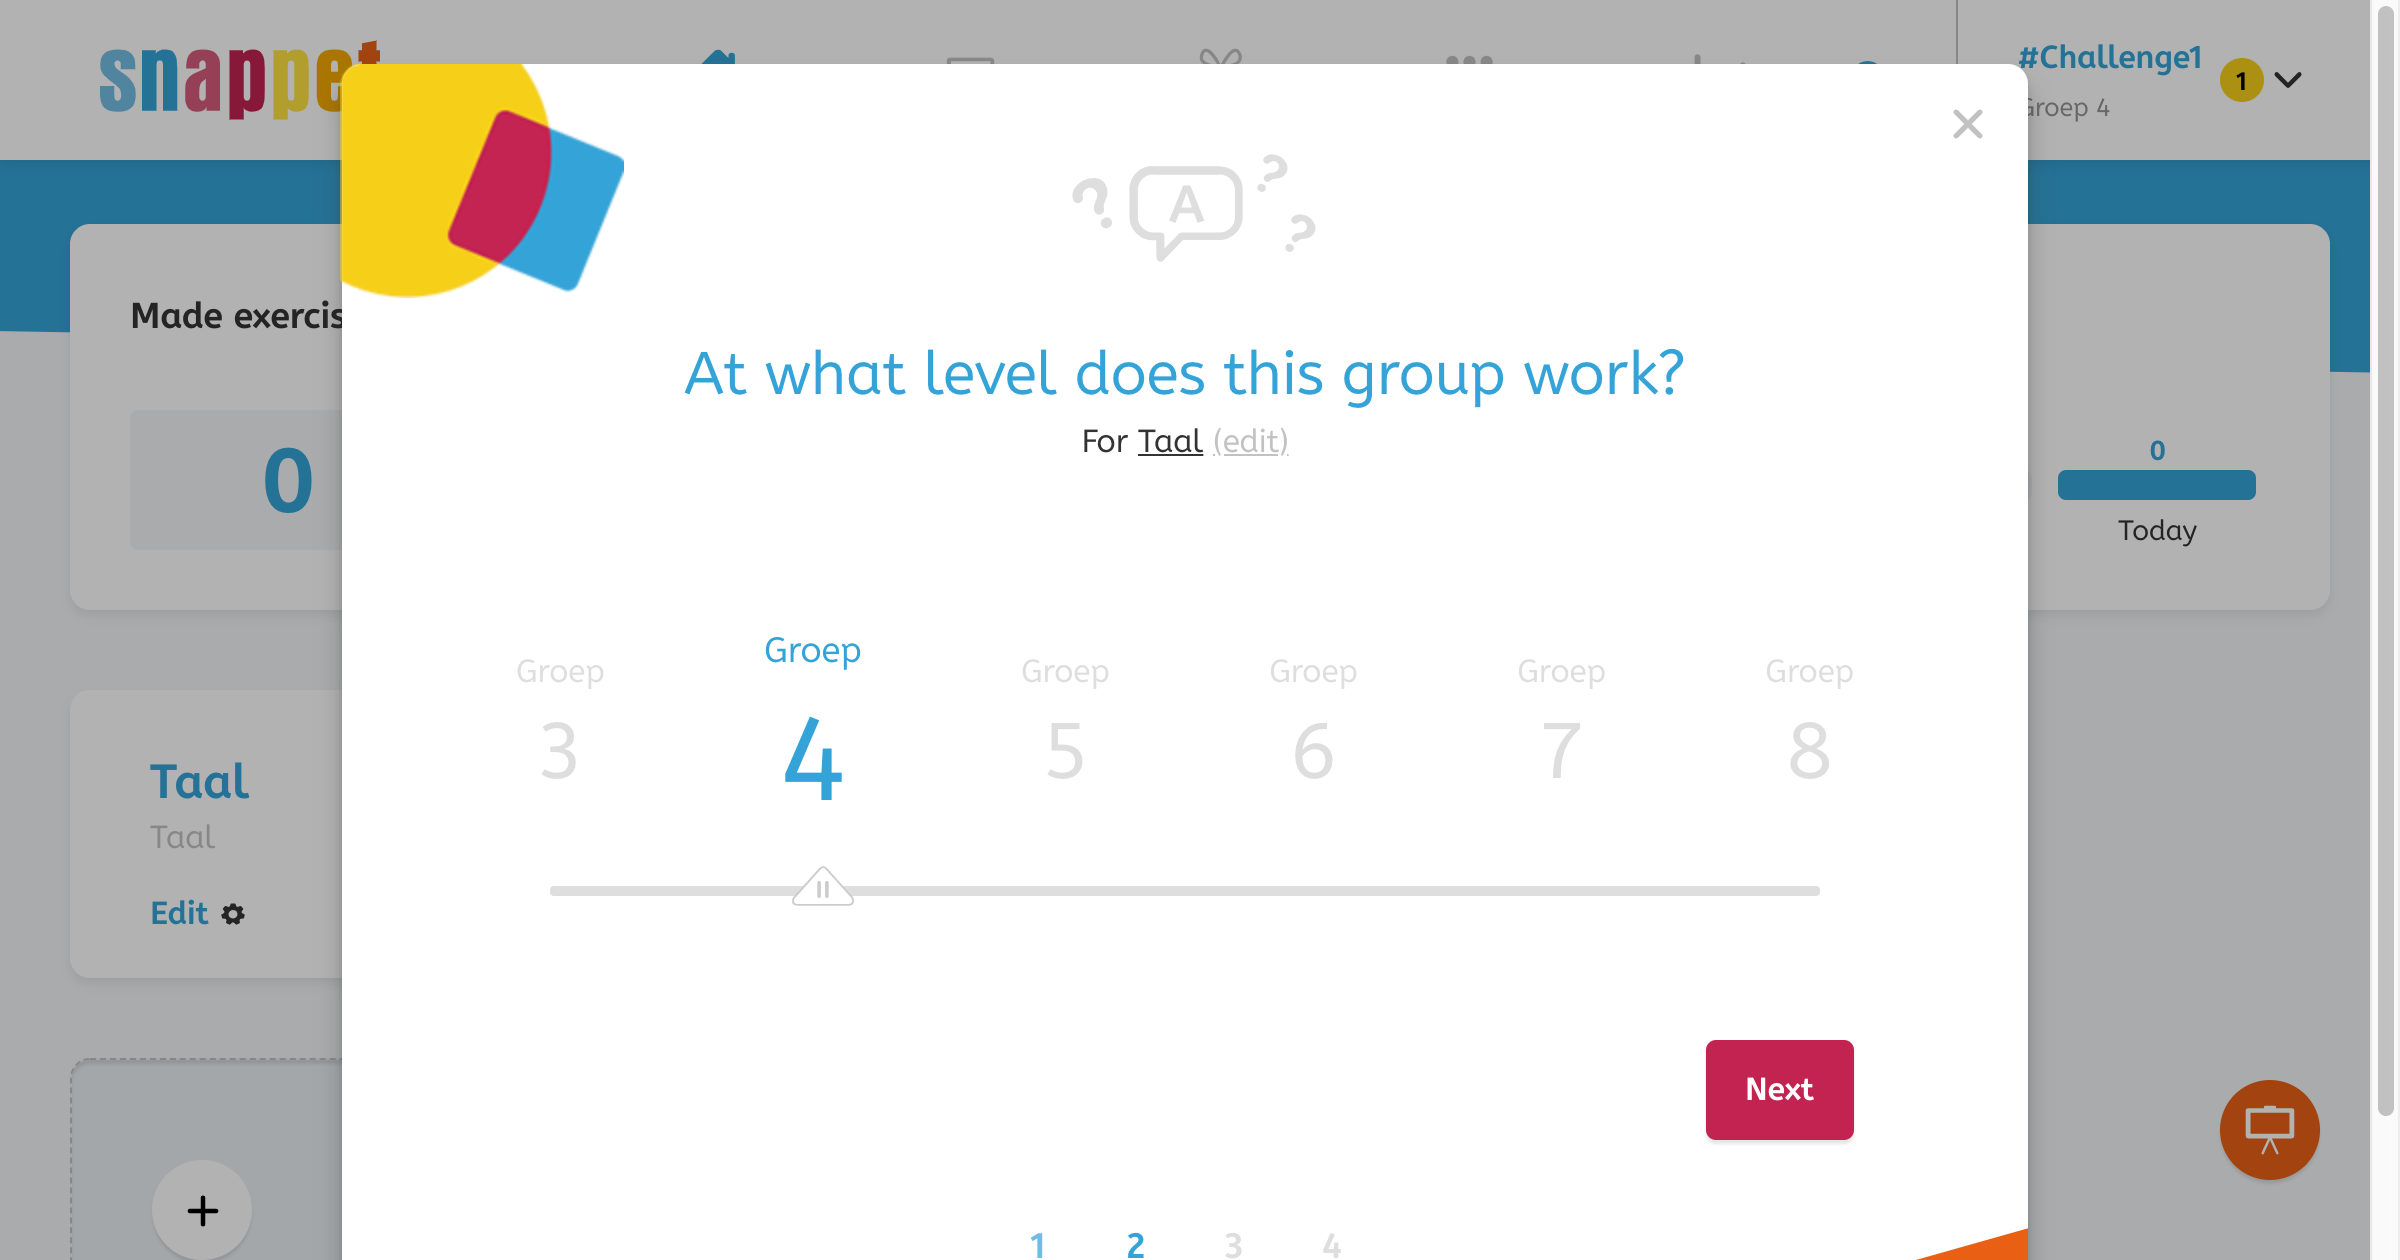 snappet
#Challenge1
1
Groep 4
A
Made exercis
At what level does this group work?
For Taal (edit)
0
0
Today
Groep Groep Groep Groep Groep Groep
3 4 5 6 7 8
Taal
Taal
Edit
Next
1 2 3 4